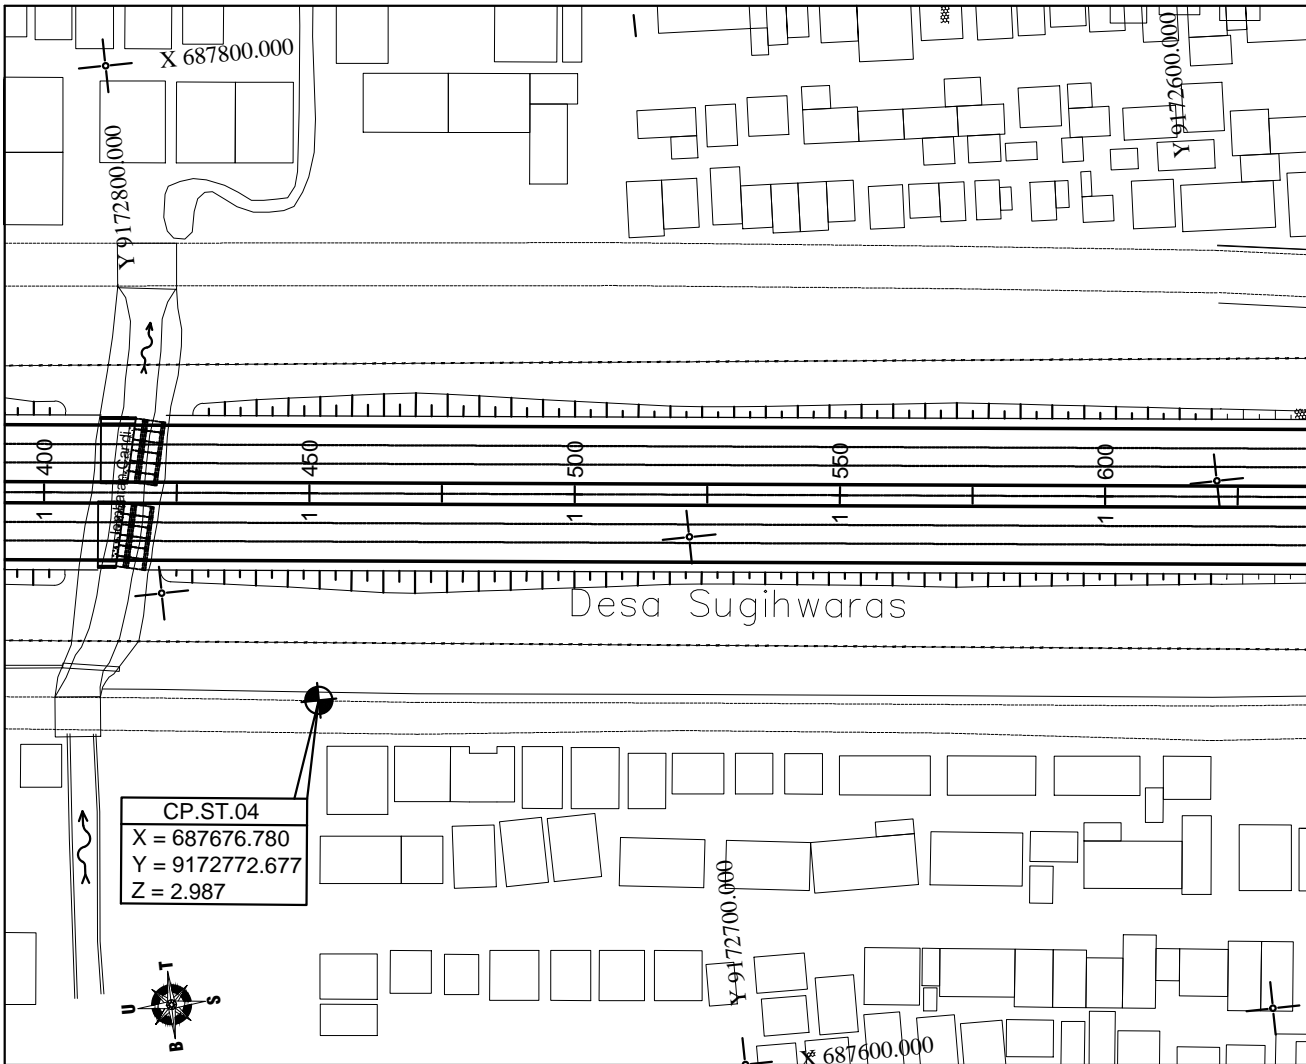 X 687800.000
Y 9172800.000
Y 9172600.000
400
450
500
550
600
1
1
1
1
1
Desa Sugihwaras
CP.ST.04
X = 687676.780
Y = 9172772.677
Z = 2.987
Y 9172700.000
X 687600.000
T
U
S
B